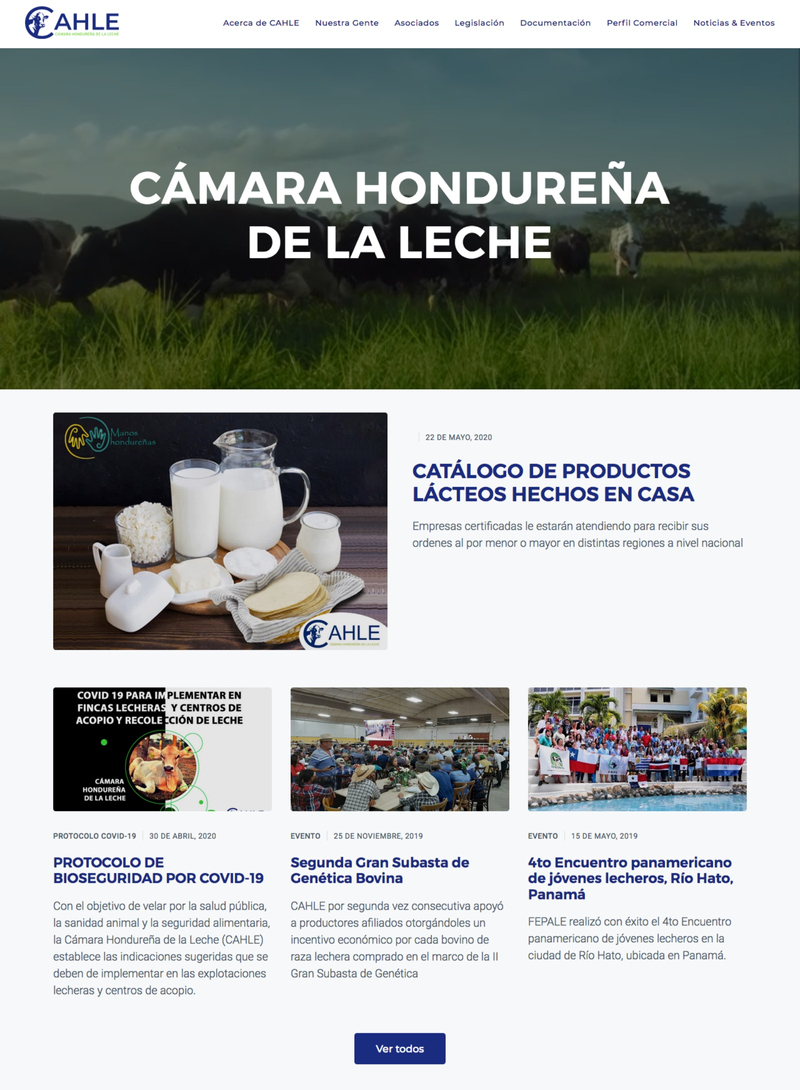 CAHLE
CÁMARA HONDUREÑA DE LA LECHE
Acerca de CAHLE
Nuestra Gente
Asociados
Legislación
Documentación
Perfil Comercial
Noticias & Eventos
CÁMARA HONDUREÑA
DE LA LECHE
Manos
hondureñas
CAHLE
CÁMARA HONDUREÑA DE LA LECHE
22 DE MAYO, 2020
CATÁLOGO DE PRODUCTOS
LÁCTEOS HECHOS EN CASA
Empresas certificadas le estarán atendiendo para recibir sus
ordenes al por menor o mayor en distintas regiones a nivel nacional
COVID 19 PARA IMPLEMENTAR EN
FINCAS LECHERAS Y CENTROS DE
ACOPIO Y RECOLECCIÓN DE LECHE
CÁMARA
HONDUREÑA
DE LA LECHE
PROTOCOLO COVID-19 | 30 DE ABRIL, 2020
PROTOCOLO DE
BIOSEGURIDAD POR COVID-19
Con el objetivo de velar por la salud pública,
la sanidad animal y la seguridad alimentaria,
la Cámara Hondureña de la Leche (CAHLE)
establece las indicaciones sugeridas que se
deben de implementar en las explotaciones
lecheras y centros de acopio.
EVENTO | 25 DE NOVIEMBRE, 2019
Segunda Gran Subasta de
Genética Bovina
CAHLE por segunda vez consecutiva apoyó
a productores afiliados otorgándoles un
incentivo económico por cada bovino de
raza lechera comprado en el marco de la II
Gran Subasta de Genética
EVENTO | 15 DE MAYO, 2019
4to Encuentro panamericano
de jóvenes lecheros, Río Hato,
Panamá
FEPALE realizó con éxito el 4to Encuentro
panamericano de jóvenes lecheros en la
ciudad de Río Hato, ubicada en Panamá.
Ver todos